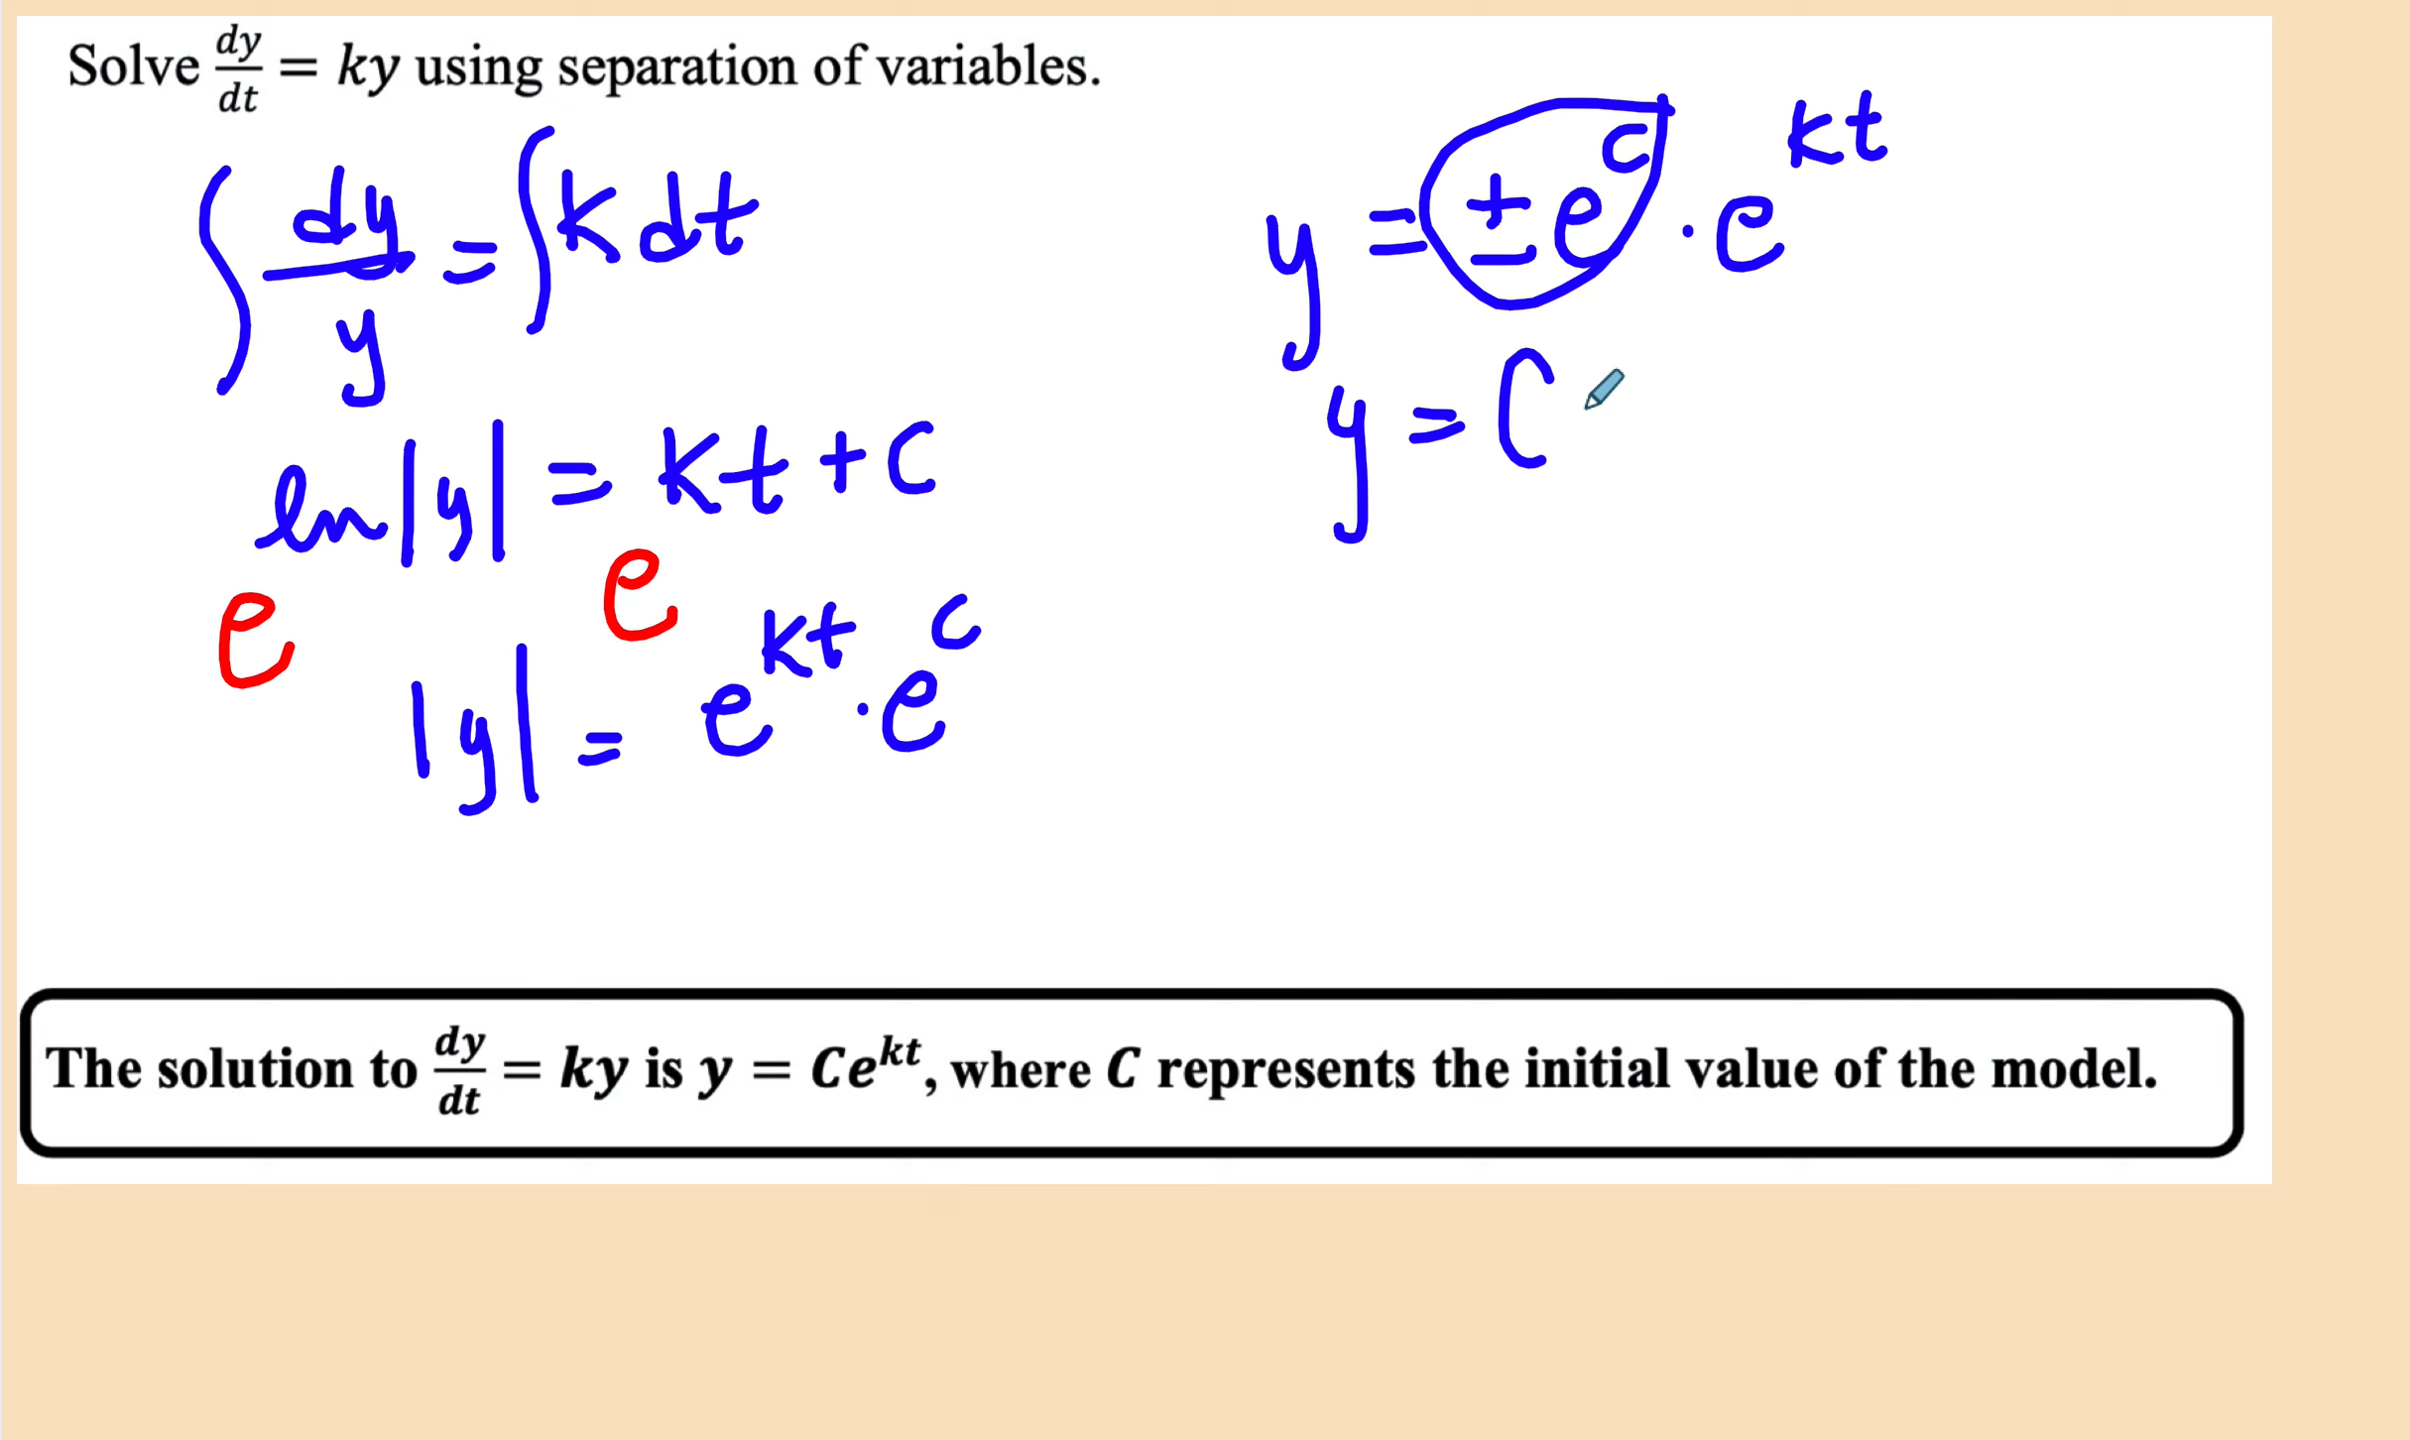 Solve dy/dt = ky using separation of variables.
∫ dy/y = ∫ k dt
ln|y| = kt + c
e e
|y| = e^kt · e^c
y = ± e^c · e^kt
y = C
The solution to dy/dt = ky is y = Ce^kt, where C represents the initial value of the model.